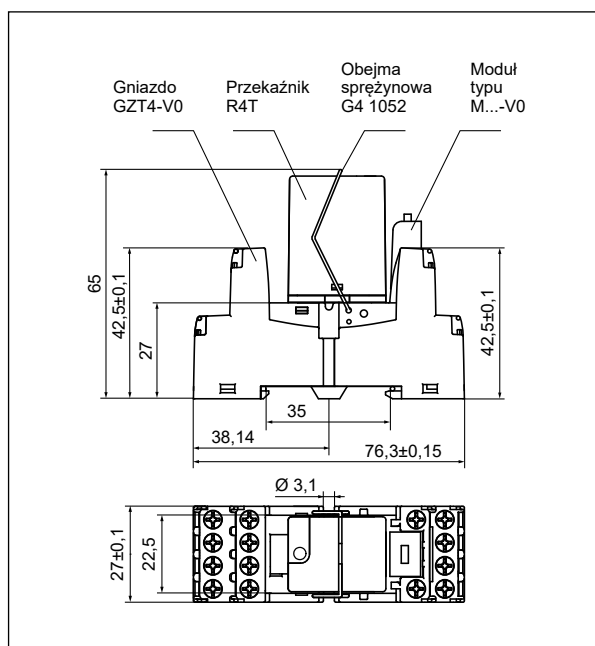 Gniazdo
GZT4-V0
Przekaźnik
R4T
Obejma
sprężynowa
G4 1052
Moduł
typu
M...-V0
65
42,5±0,1
27
42,5±0,1
35
38,14
76,3±0,15
Ø 3,1
27±0,1
22,5